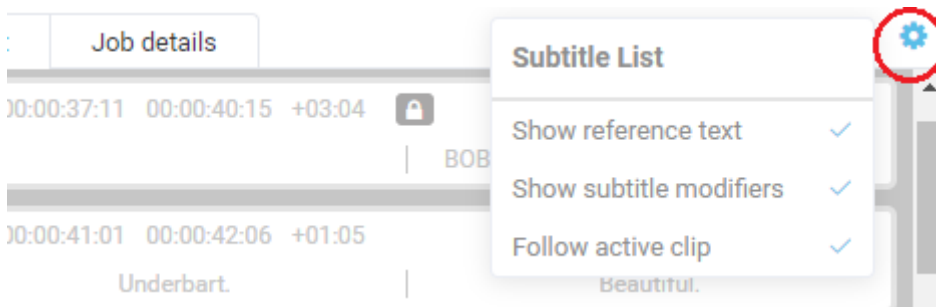 Job details
Subtitle List
00:00:37:11 00:00:40:15 +03:04
Show reference text
BOB
Show subtitle modifiers
00:00:41:01 00:00:42:06 +01:05
Follow active clip
Underbart.
Beautiful.